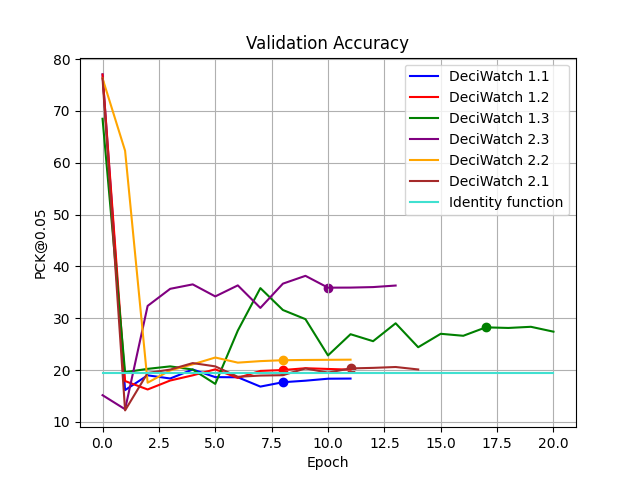 Validation Accuracy
80
70
60
50
40
30
20
10
PCK@0.05
DeciWatch 1.1
DeciWatch 1.2
DeciWatch 1.3
DeciWatch 2.3
DeciWatch 2.2
DeciWatch 2.1
Identity function
0.0 2.5 5.0 7.5 10.0 12.5 15.0 17.5 20.0
Epoch